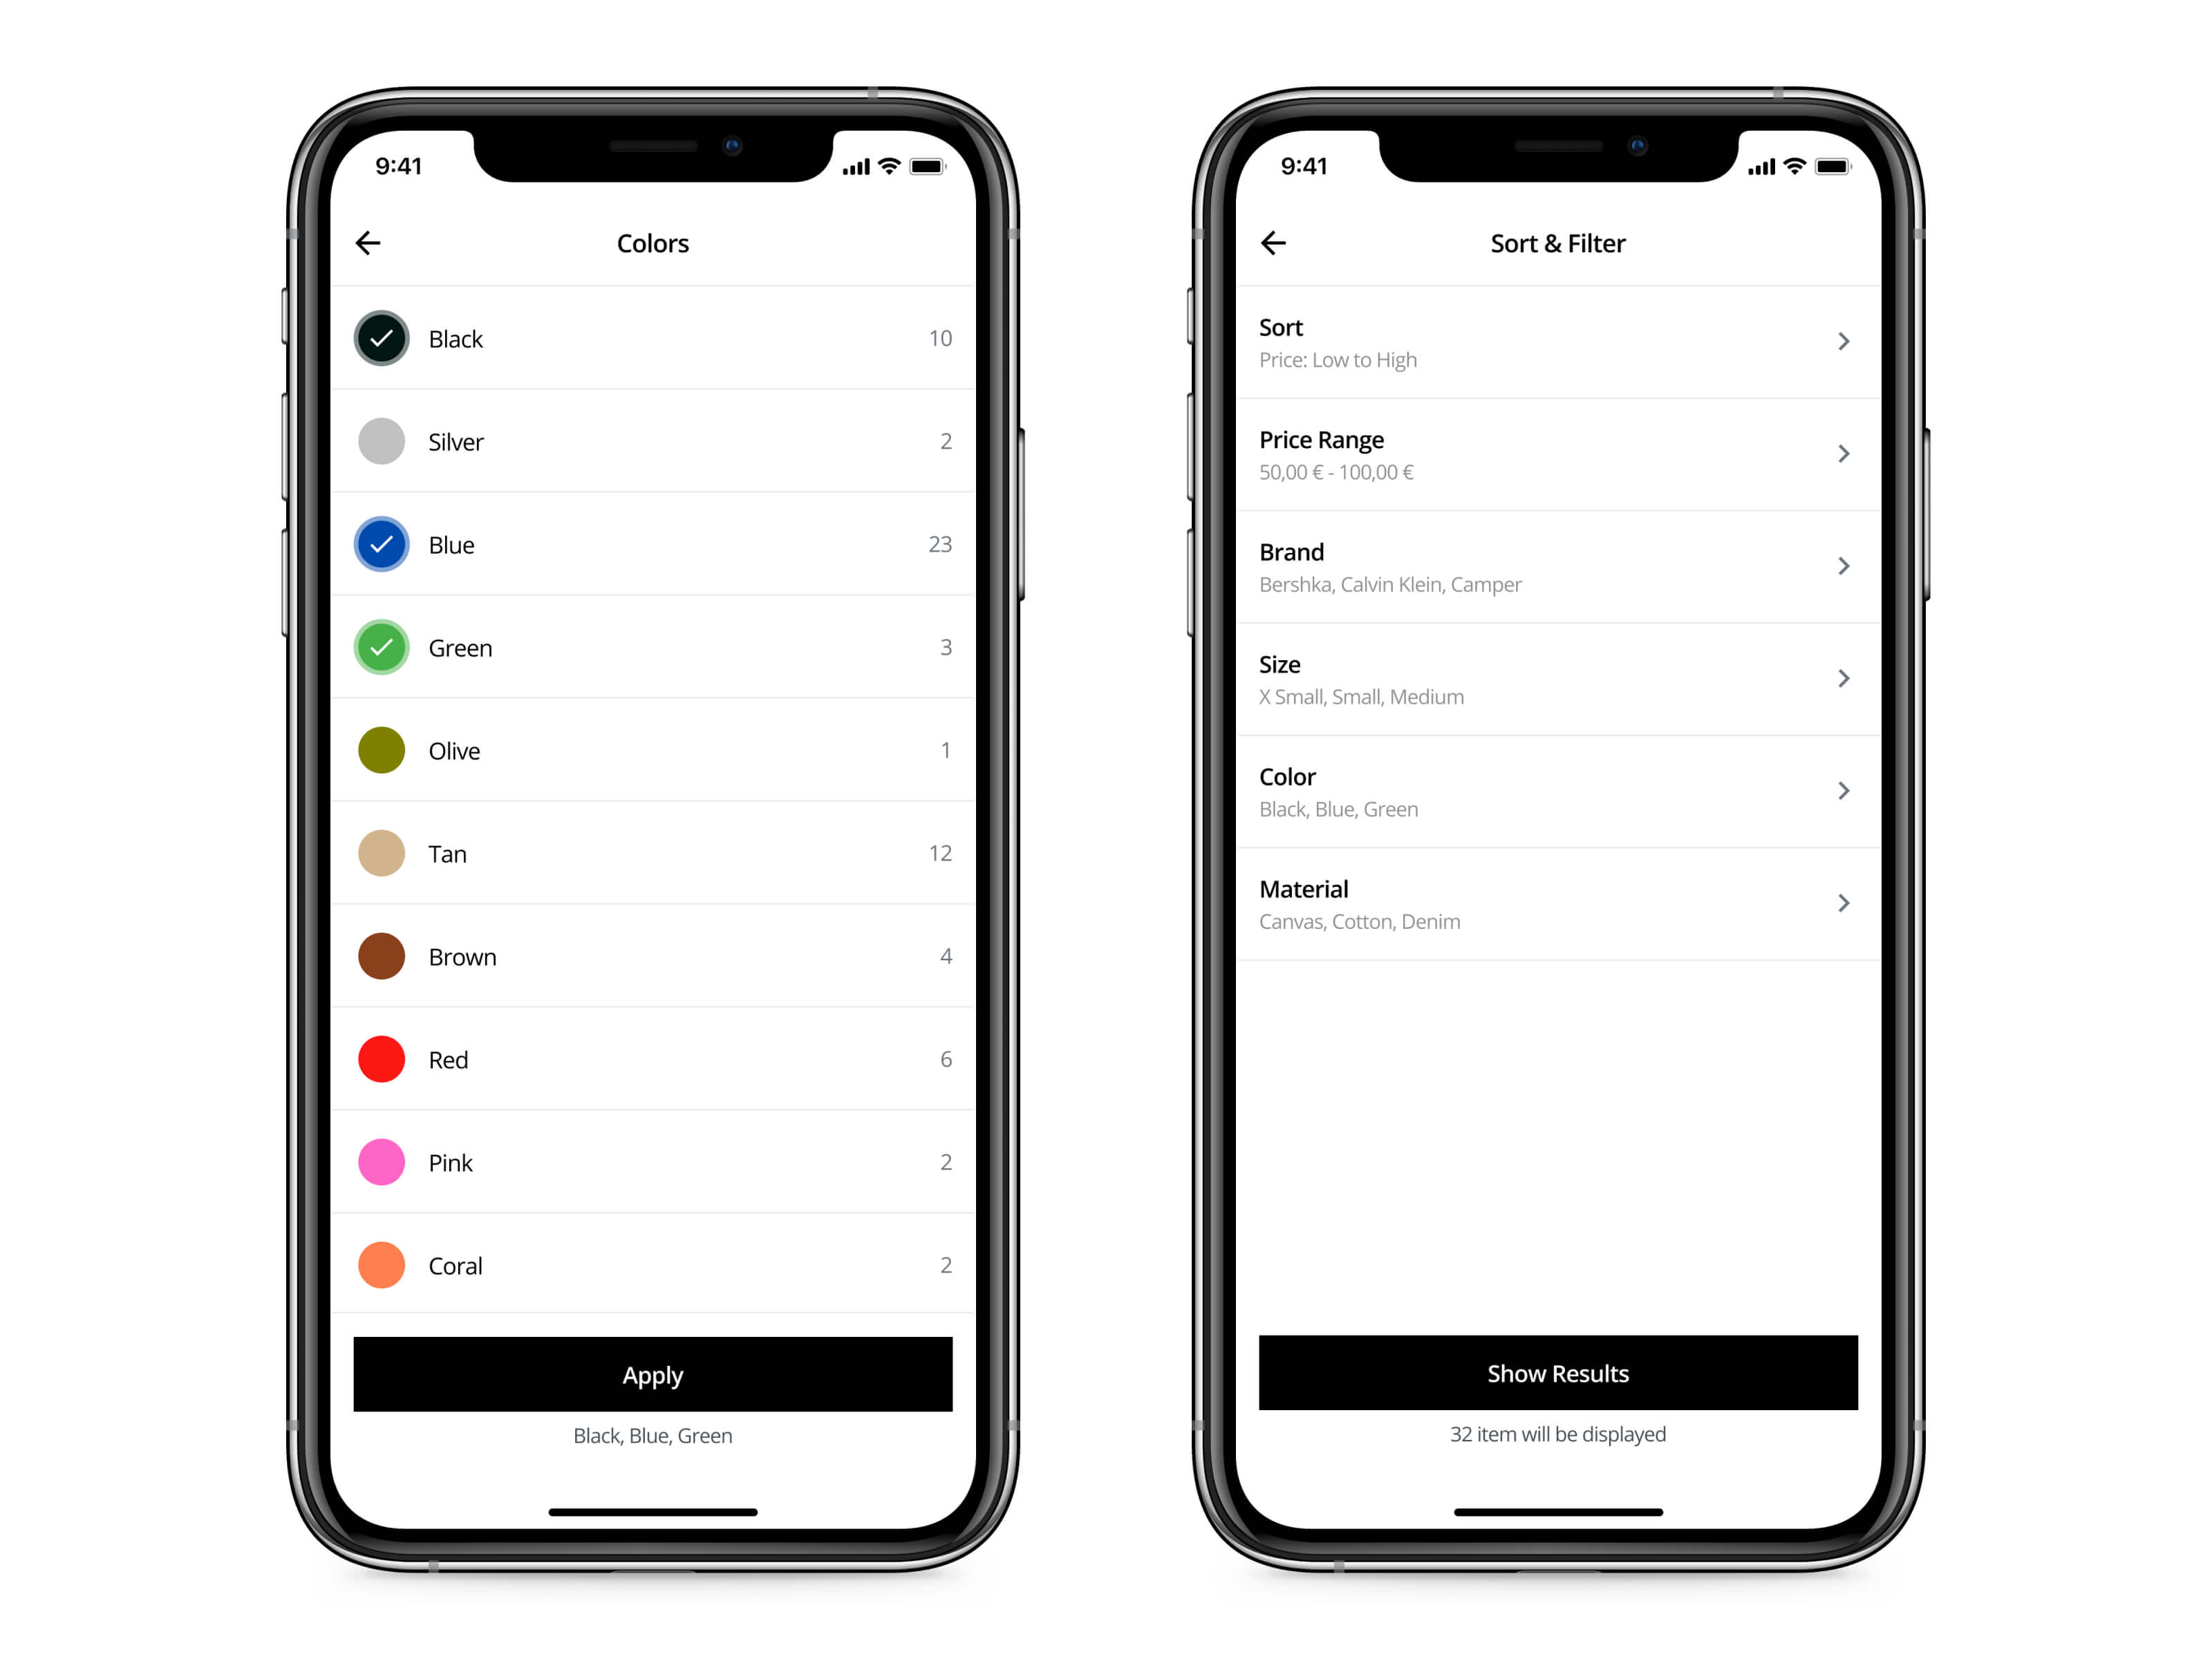 9:41
Colors
Black 10
Silver 2
Blue 23
Green 3
Olive 1
Tan 12
Brown 4
Red 6
Pink 2
Coral 2
Apply
Black, Blue, Green
9:41
Sort & Filter
Sort
Price: Low to High
Price Range
50,00 € - 100,00 €
Brand
Bershka, Calvin Klein, Camper
Size
X Small, Small, Medium
Color
Black, Blue, Green
Material
Canvas, Cotton, Denim
Show Results
32 item will be displayed